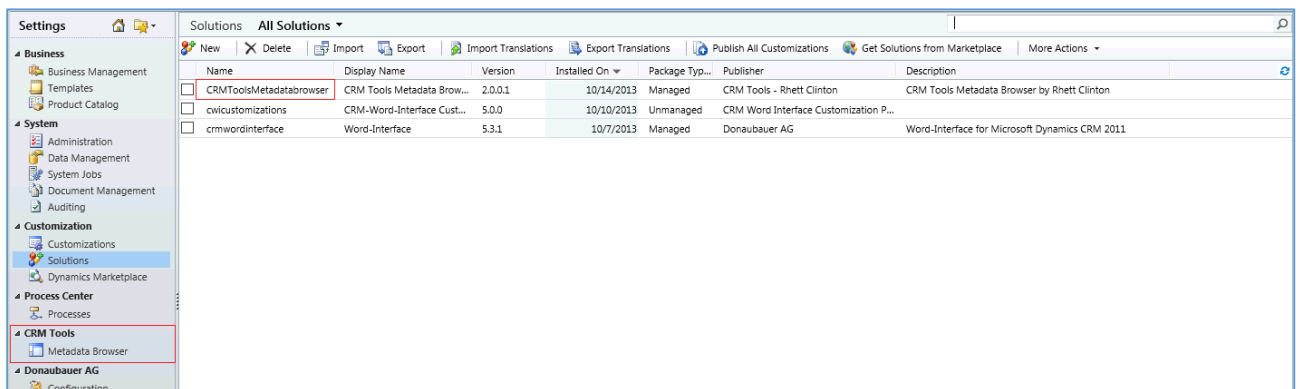 Settings
Business
Business Management
Templates
Product Catalog
System
Administration
Data Management
System Jobs
Document Management
Auditing
Customization
Customizations
Solutions
Dynamics Marketplace
Process Center
Processes
CRM Tools
Metadata Browser
Donaubauer AG
Configuration
Solutions All Solutions
New Delete Import Export Import Translations Export Translations Publish All Customizations Get Solutions from Marketplace More Actions
Name Display Name Version Installed On Package Typ... Publisher Description
CRMToolsMetadatabrowser CRM Tools Metadata Brow... 2.0.0.1 10/14/2013 Managed CRM Tools - Rhett Clinton CRM Tools Metadata Browser by Rhett Clinton
cwicustomizations CRM-Word-Interface Cust... 5.0.0 10/10/2013 Unmanaged CRM Word Interface Customization P...
crmwordinterface Word-Interface 5.3.1 10/7/2013 Managed Donaubauer AG Word-Interface for Microsoft Dynamics CRM 2011